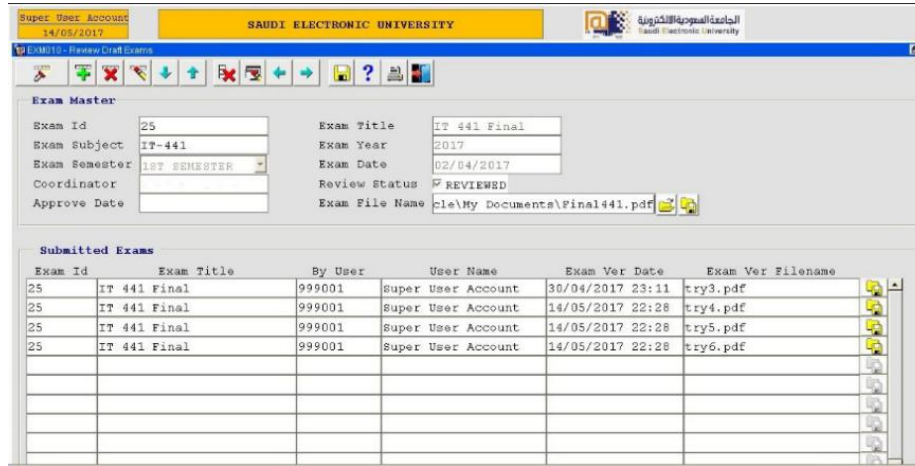 Super User Account
14/05/2017
SAUDI ELECTRONIC UNIVERSITY
الجامعة السعودية الالكترونية
Saudi Electronic University
EXM010 - Review Draft Exams
Exam Master
Exam Id 25 Exam Title IT 441 Final
Exam Subject IT-441 Exam Year 2017
Exam Semester 1ST SEMESTER Exam Date 02/04/2017
Coordinator Review Status REVIEWED
Approve Date Exam File Name cle\My Documents\Final441.pdf
Submitted Exams
Exam Id Exam Title By User User Name Exam Ver Date Exam Ver Filename
25 IT 441 Final 999001 Super User Account 30/04/2017 23:11 try3.pdf
25 IT 441 Final 999001 Super User Account 14/05/2017 22:28 try4.pdf
25 IT 441 Final 999001 Super User Account 14/05/2017 22:28 try5.pdf
25 IT 441 Final 999001 Super User Account 14/05/2017 22:28 try6.pdf